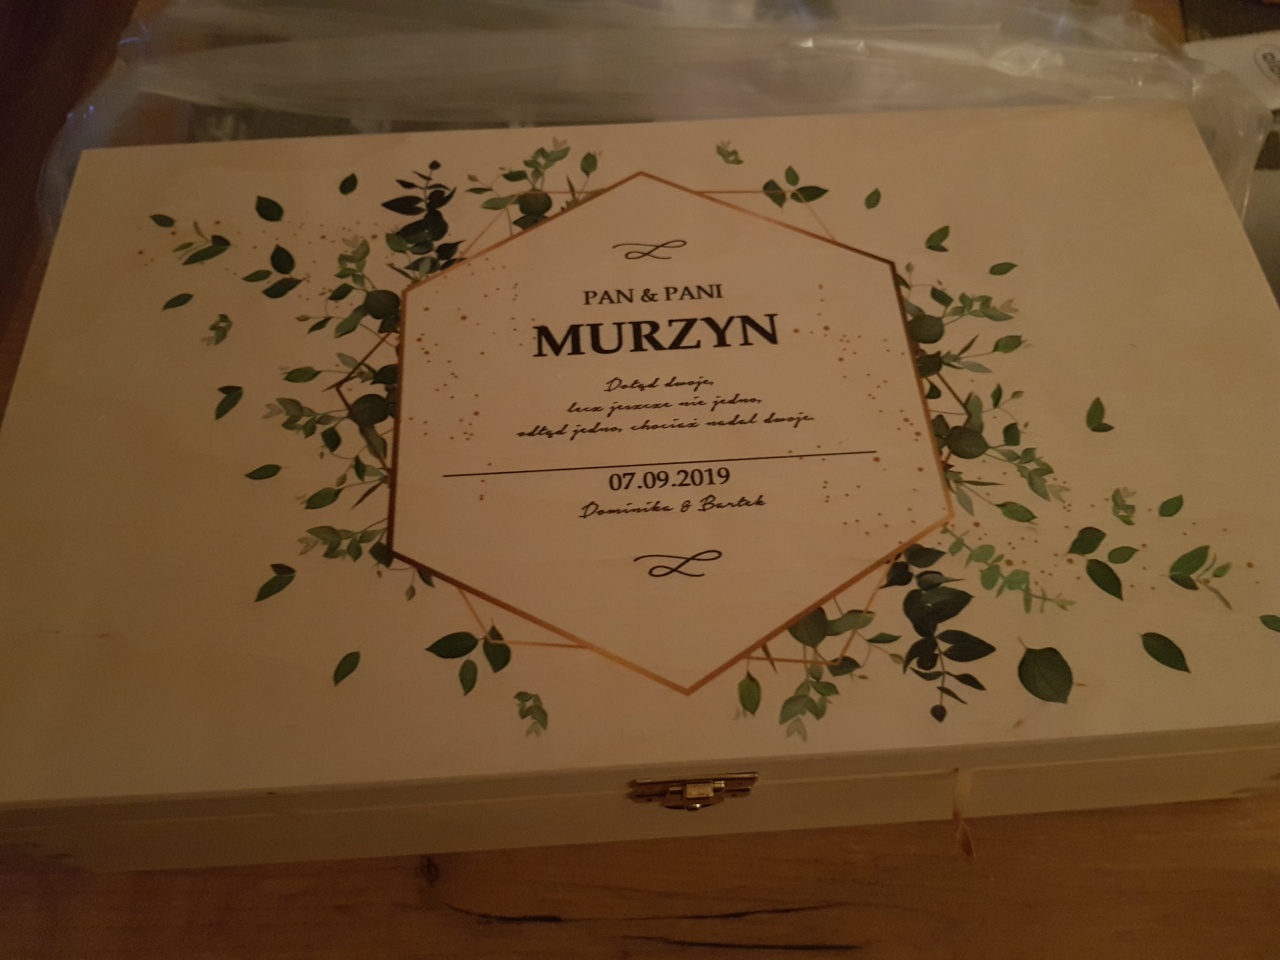 PAN & PANI
MURZYN
Dotąd dwoje,
lecz jeszcze nie jedno,
odtąd jedno, chociaż nadal dwoje.
07.09.2019
Dominika & Bartek